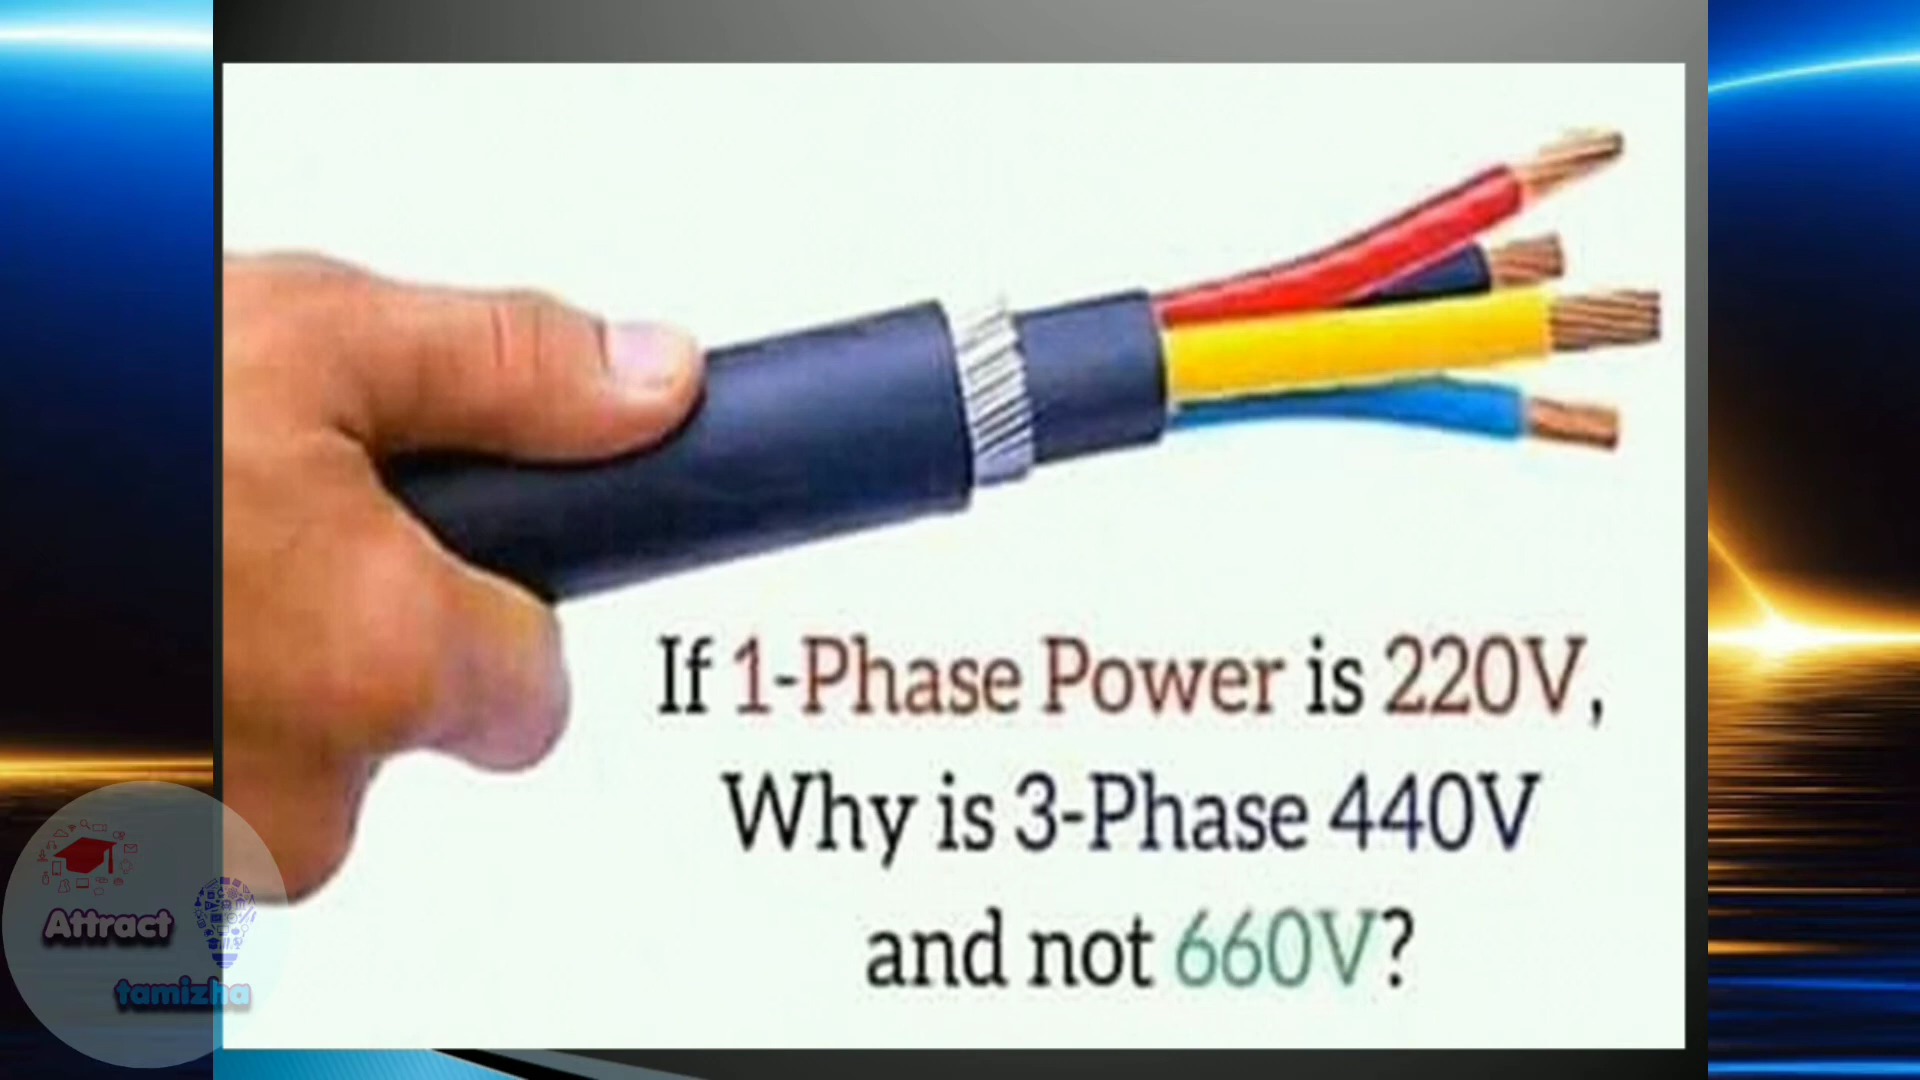 If 1-Phase Power is 220V,
Why is 3-Phase 440V
and not 660V?
Attract
tamizha